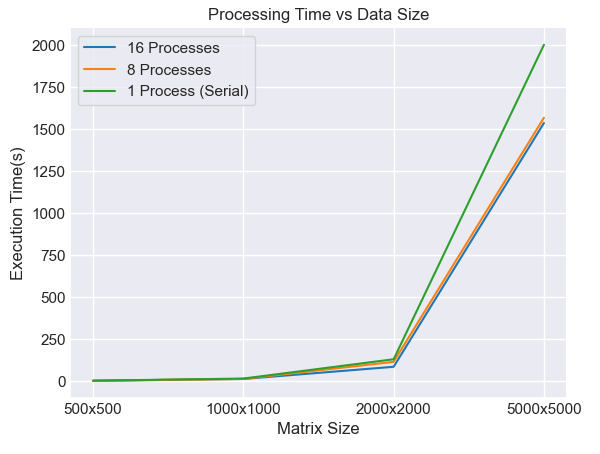 Processing Time vs Data Size
16 Processes
8 Processes
1 Process (Serial)
Execution Time(s)
2000
1750
1500
1250
1000
750
500
250
0
500x500 1000x1000 2000x2000 5000x5000
Matrix Size